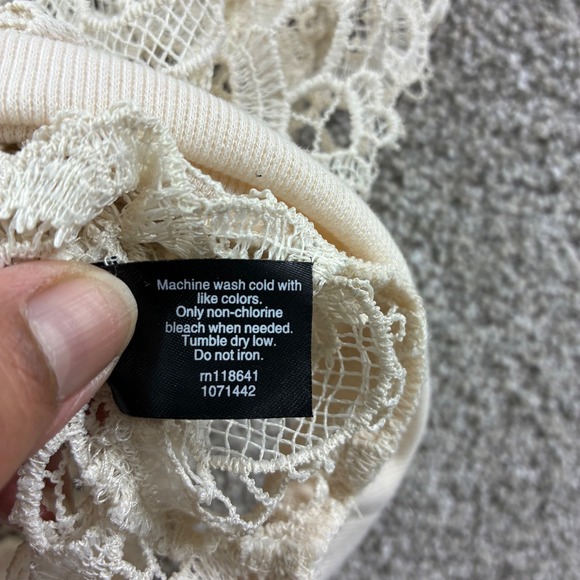 Machine wash cold with
like colors.
Only non-chlorine
bleach when needed.
Tumble dry low.
Do not iron.
rn118641
1071442